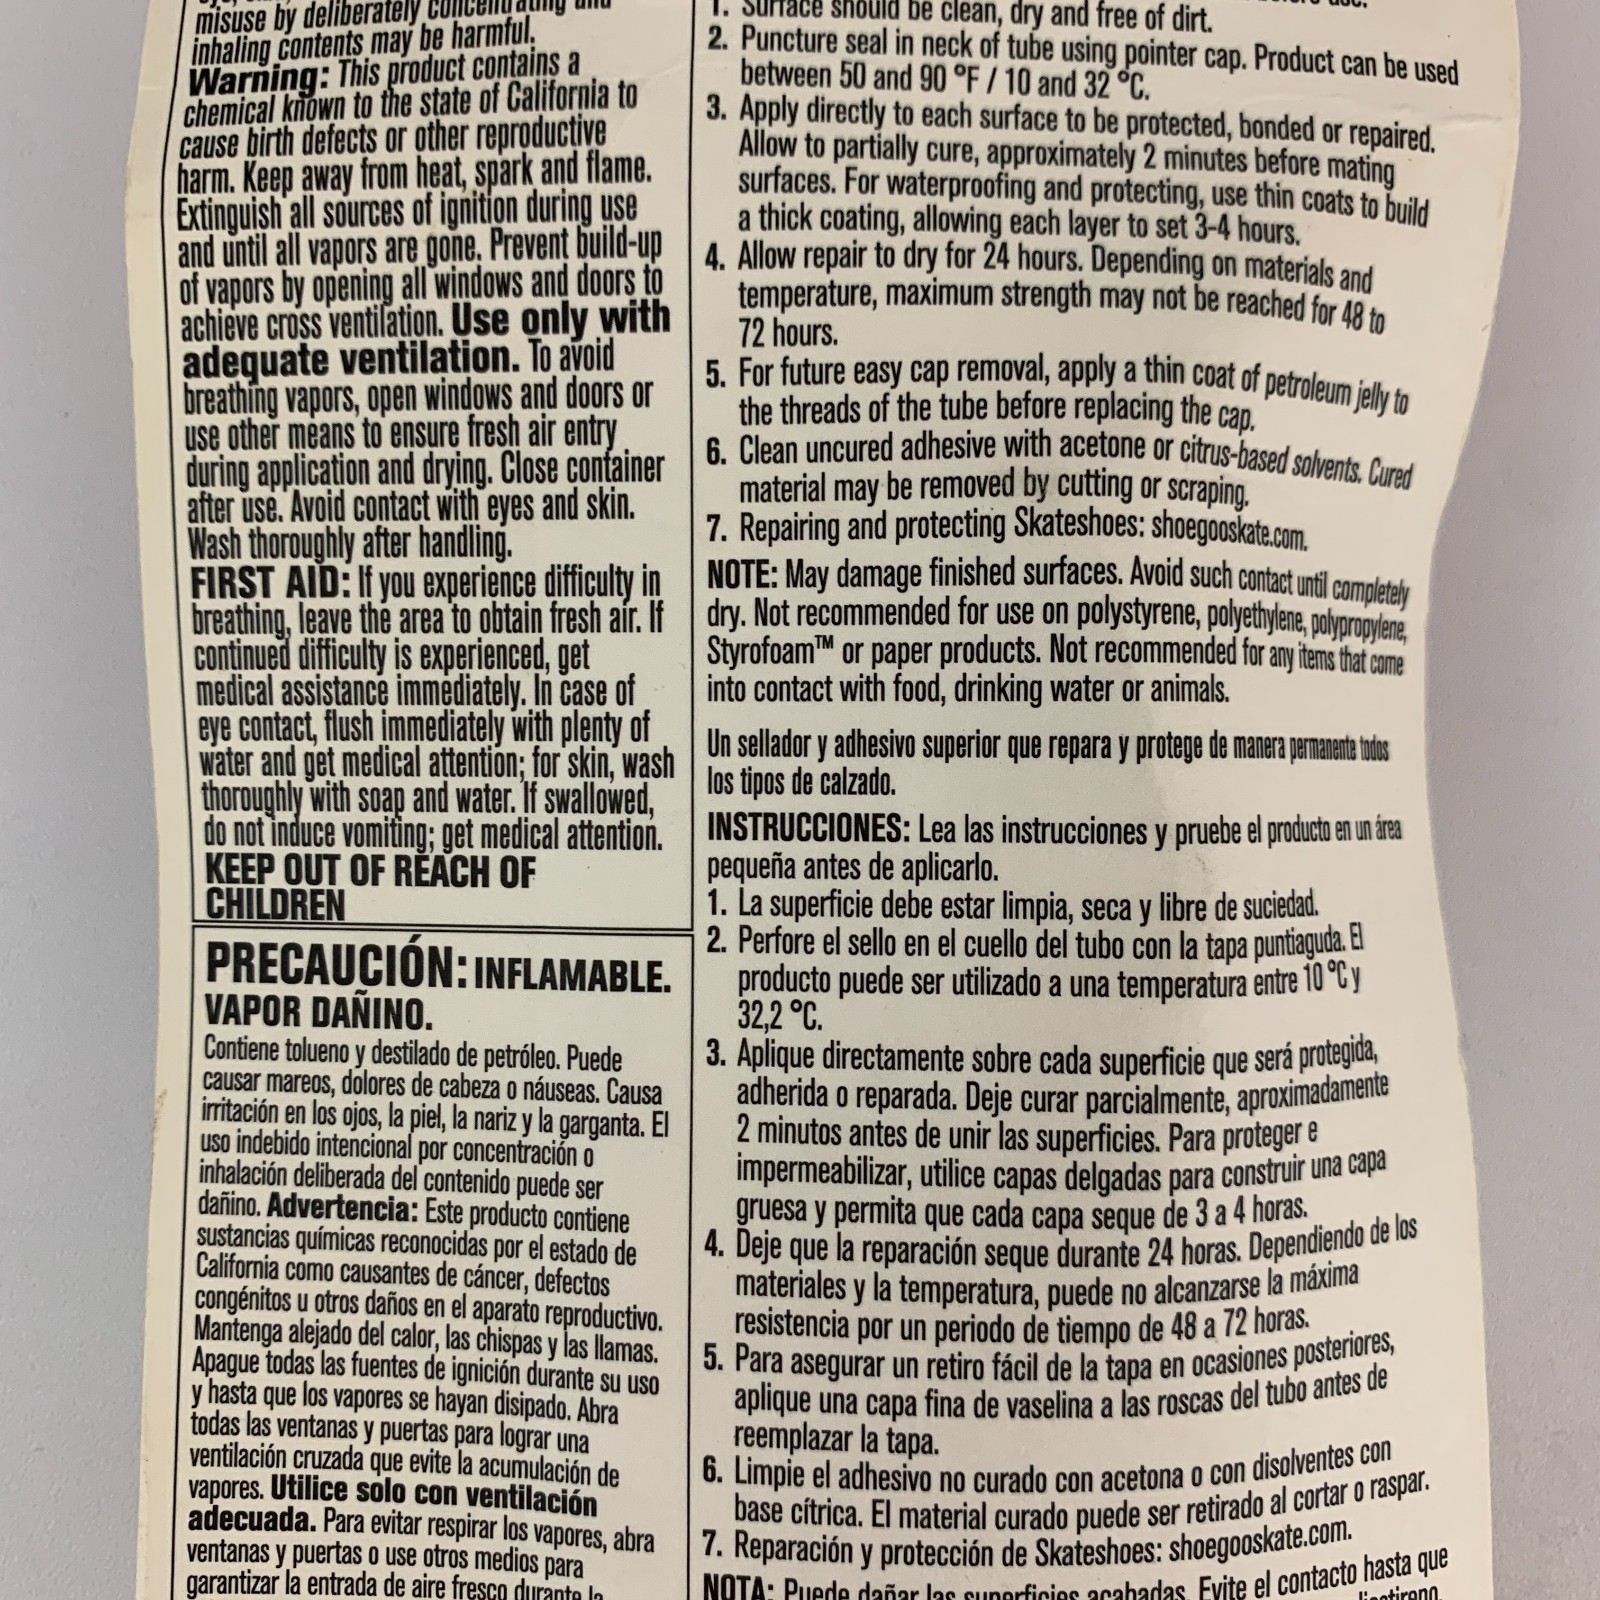 misuse by deliberately concentrating and
inhaling contents may be harmful.
Warning: This product contains a
chemical known to the state of California to
cause birth defects or other reproductive
harm. Keep away from heat, spark and flame.
Extinguish all sources of ignition during use
and until all vapors are gone. Prevent build-up
of vapors by opening all windows and doors to
achieve cross ventilation. Use only with
adequate ventilation. To avoid
breathing vapors, open windows and doors or
use other means to ensure fresh air entry
during application and drying. Close container
after use. Avoid contact with eyes and skin.
Wash thoroughly after handling.
FIRST AID: If you experience difficulty in
breathing, leave the area to obtain fresh air. If
continued difficulty is experienced, get
medical assistance immediately. In case of
eye contact, flush immediately with plenty of
water and get medical attention; for skin, wash
thoroughly with soap and water. If swallowed,
do not induce vomiting; get medical attention.
KEEP OUT OF REACH OF
CHILDREN
PRECAUCIÓN: INFLAMABLE.
VAPOR DAÑINO.
Contiene tolueno y destilado de petróleo. Puede
causar mareos, dolores de cabeza o náuseas. Causa
irritación en los ojos, la piel, la nariz y la garganta. El
uso indebido intencional por concentración o
inhalación deliberada del contenido puede ser
dañino. Advertencia: Este producto contiene
sustancias químicas reconocidas por el estado de
California como causantes de cáncer, defectos
congénitos u otros daños en el aparato reproductivo.
Mantenga alejado del calor, las chispas y las llamas.
Apague todas las fuentes de ignición durante su uso
y hasta que los vapores se hayan disipado. Abra
todas las ventanas y puertas para lograr una
ventilación cruzada que evite la acumulación de
vapores. Utilice solo con ventilación
adecuada. Para evitar respirar los vapores, abra
ventanas y puertas o use otros medios para
garantizar la entrada de aire fresco durante la
use.
1. Surface should be clean, dry and free of dirt.
2. Puncture seal in neck of tube using pointer cap. Product can be used
between 50 and 90 °F / 10 and 32 °C.
3. Apply directly to each surface to be protected, bonded or repaired.
Allow to partially cure, approximately 2 minutes before mating
surfaces. For waterproofing and protecting, use thin coats to build
a thick coating, allowing each layer to set 3-4 hours.
4. Allow repair to dry for 24 hours. Depending on materials and
temperature, maximum strength may not be reached for 48 to
72 hours.
5. For future easy cap removal, apply a thin coat of petroleum jelly to
the threads of the tube before replacing the cap.
6. Clean uncured adhesive with acetone or citrus-based solvents. Cured
material may be removed by cutting or scraping.
7. Repairing and protecting Skateshoes: shoegooskate.com.
NOTE: May damage finished surfaces. Avoid such contact until completely
dry. Not recommended for use on polystyrene, polyethylene, polypropylene,
Styrofoam™ or paper products. Not recommended for any items that come
into contact with food, drinking water or animals.
Un sellador y adhesivo superior que repara y protege de manera permanente todos
los tipos de calzado.
INSTRUCCIONES: Lea las instrucciones y pruebe el producto en un área
pequeña antes de aplicarlo.
1. La superficie debe estar limpia, seca y libre de suciedad.
2. Perfore el sello en el cuello del tubo con la tapa puntiaguda. El
producto puede ser utilizado a una temperatura entre 10 °C y
32,2 °C.
3. Aplique directamente sobre cada superficie que será protegida,
adherida o reparada. Deje curar parcialmente, aproximadamente
2 minutos antes de unir las superficies. Para proteger e
impermeabilizar, utilice capas delgadas para construir una capa
gruesa y permita que cada capa seque de 3 a 4 horas.
4. Deje que la reparación seque durante 24 horas. Dependiendo de los
materiales y la temperatura, puede no alcanzarse la máxima
resistencia por un periodo de tiempo de 48 a 72 horas.
5. Para asegurar un retiro fácil de la tapa en ocasiones posteriores,
aplique una capa fina de vaselina a las roscas del tubo antes de
reemplazar la tapa.
6. Limpie el adhesivo no curado con acetona o con disolventes con
base cítrica. El material curado puede ser retirado al cortar o raspar.
7. Reparación y protección de Skateshoes: shoegooskate.com.
NOTA: Puede dañar las superficies acabadas. Evite el contacto hasta que